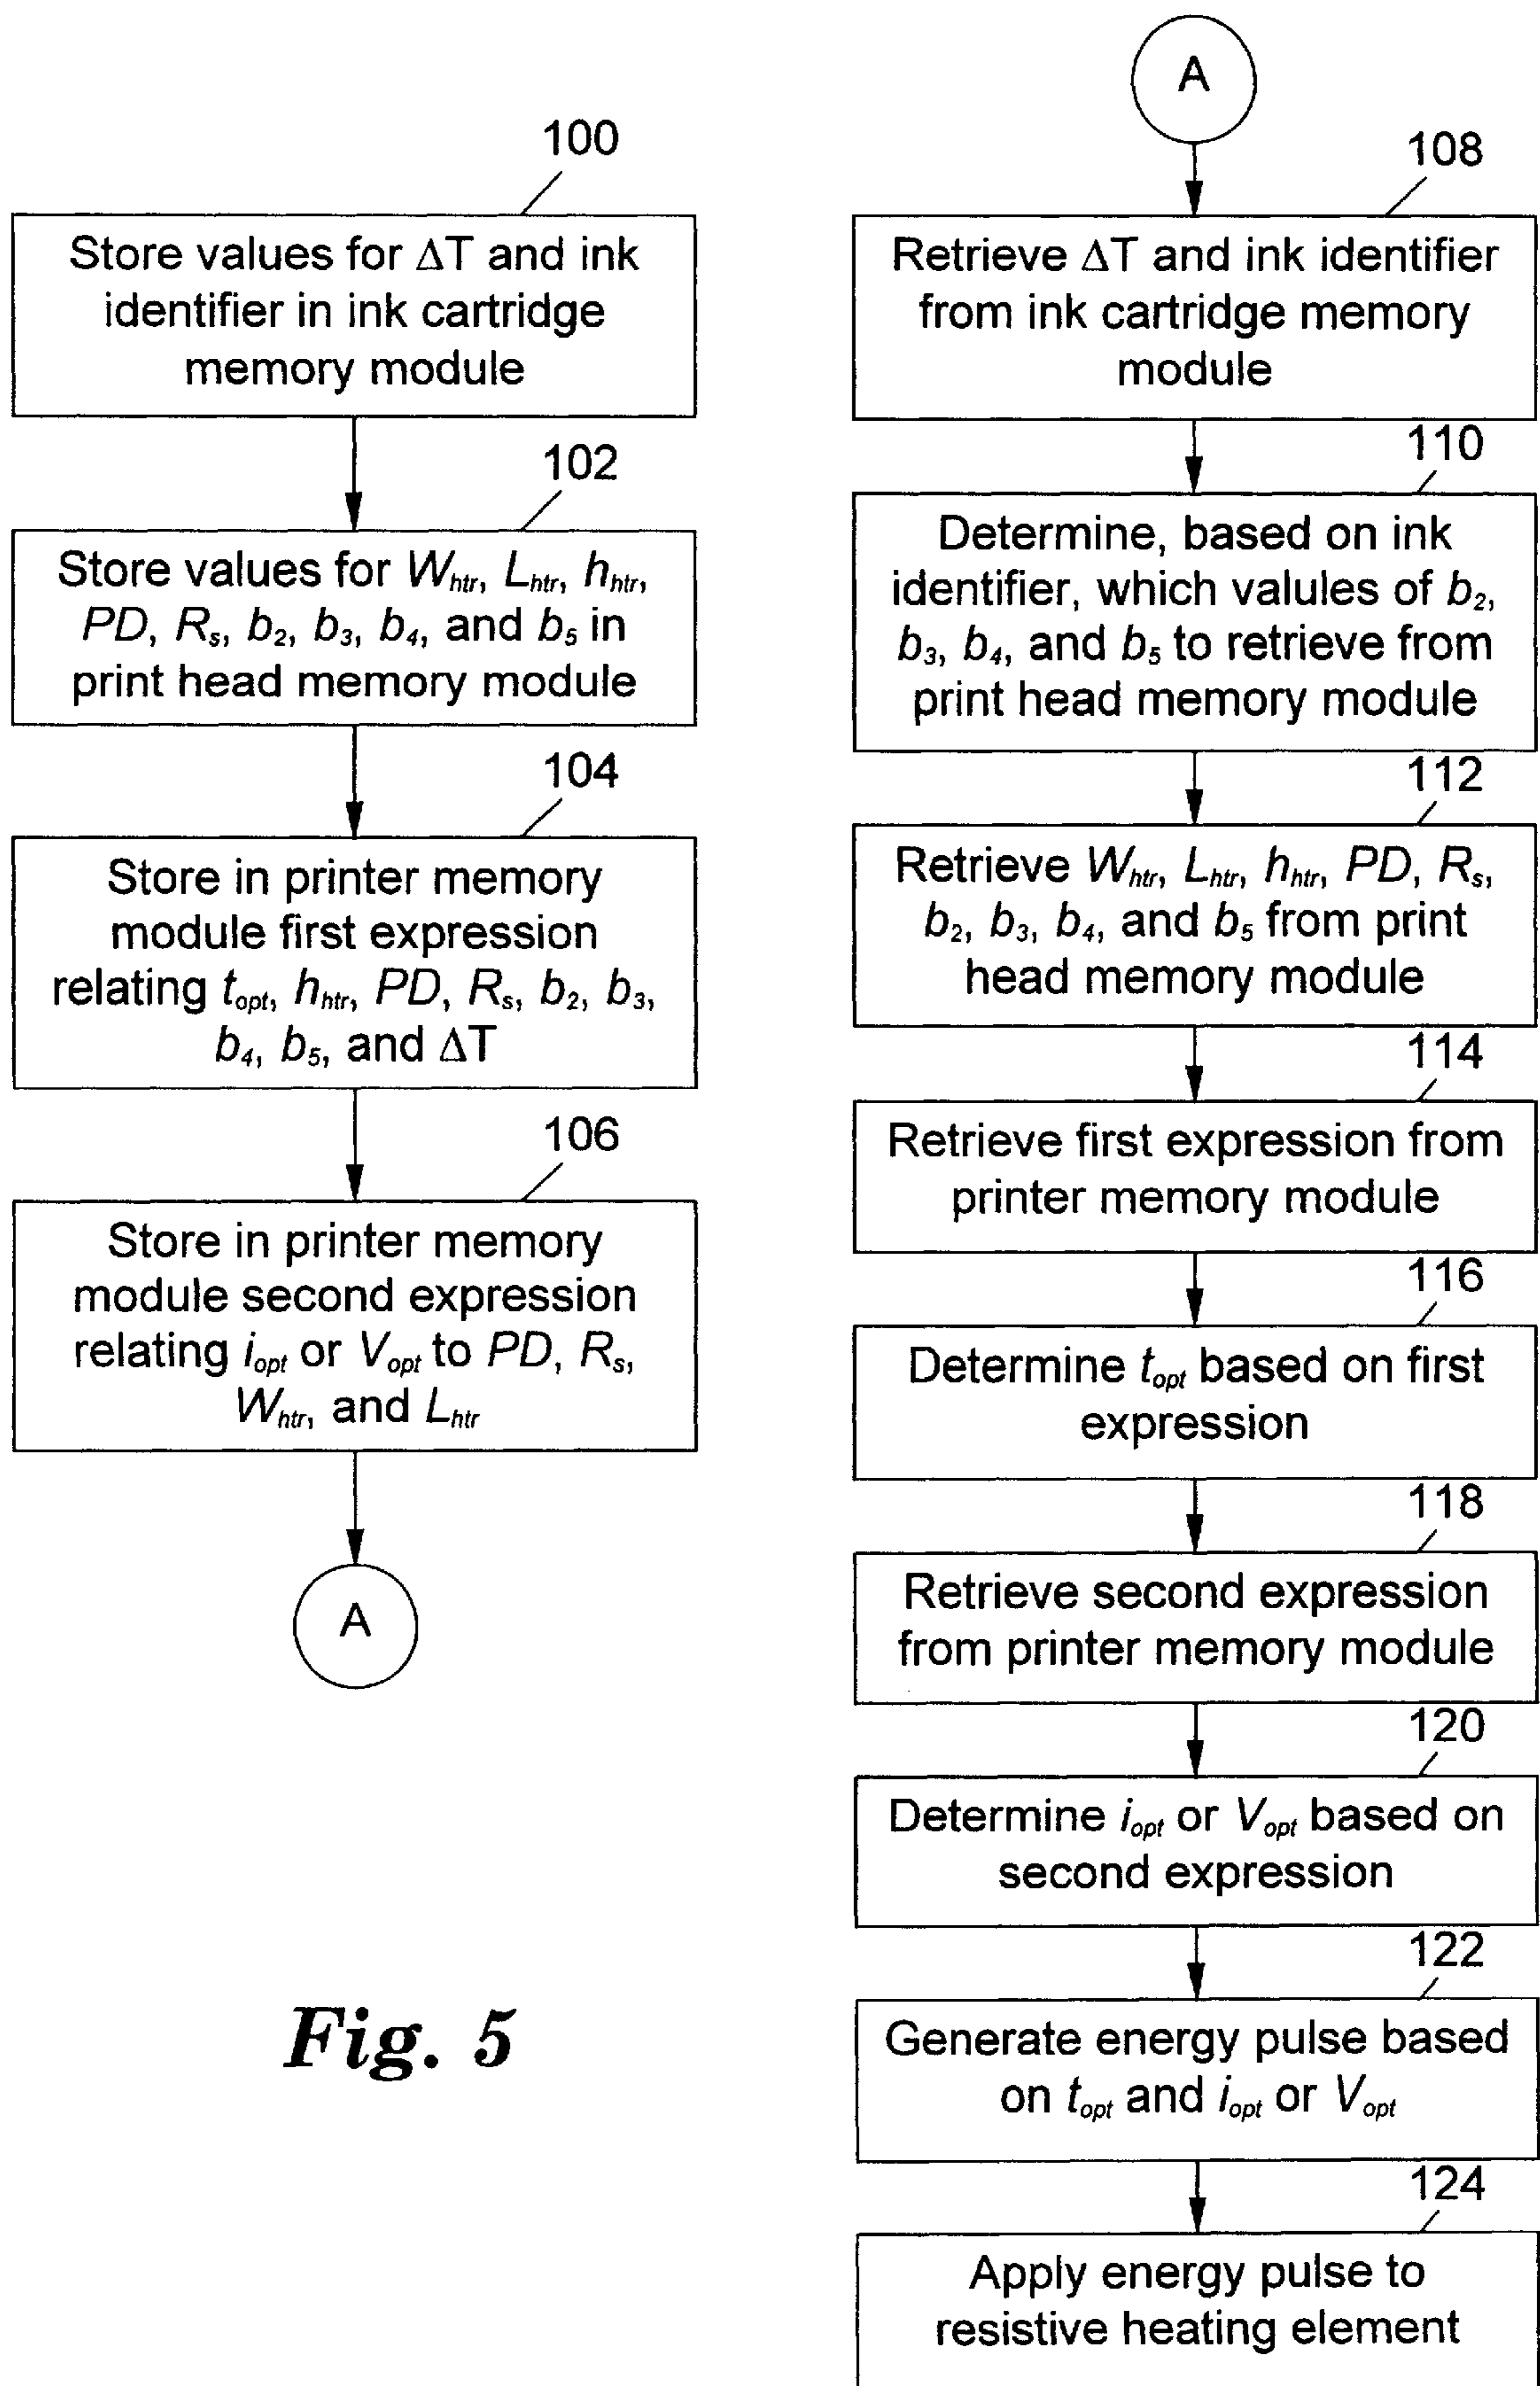 100
Store values for ΔT and ink
identifier in ink cartridge
memory module
102
Store values for Whtr, Lhtr, hhtr,
PD, Rs, b2, b3, b4, and b5 in
print head memory module
104
Store in printer memory
module first expression
relating topt, hhtr, PD, Rs, b2, b3,
b4, b5, and ΔT
106
Store in printer memory
module second expression
relating iopt or Vopt to PD, Rs,
Whtr, and Lhtr
A
A
108
Retrieve ΔT and ink identifier
from ink cartridge memory
module
110
Determine, based on ink
identifier, which valules of b2,
b3, b4, and b5 to retrieve from
print head memory module
112
Retrieve Whtr, Lhtr, hhtr, PD, Rs,
b2, b3, b4, and b5 from print
head memory module
114
Retrieve first expression from
printer memory module
116
Determine topt based on first
expression
118
Retrieve second expression
from printer memory module
120
Determine iopt or Vopt based on
second expression
122
Generate energy pulse based
on topt and iopt or Vopt
124
Apply energy pulse to
resistive heating element
Fig. 5